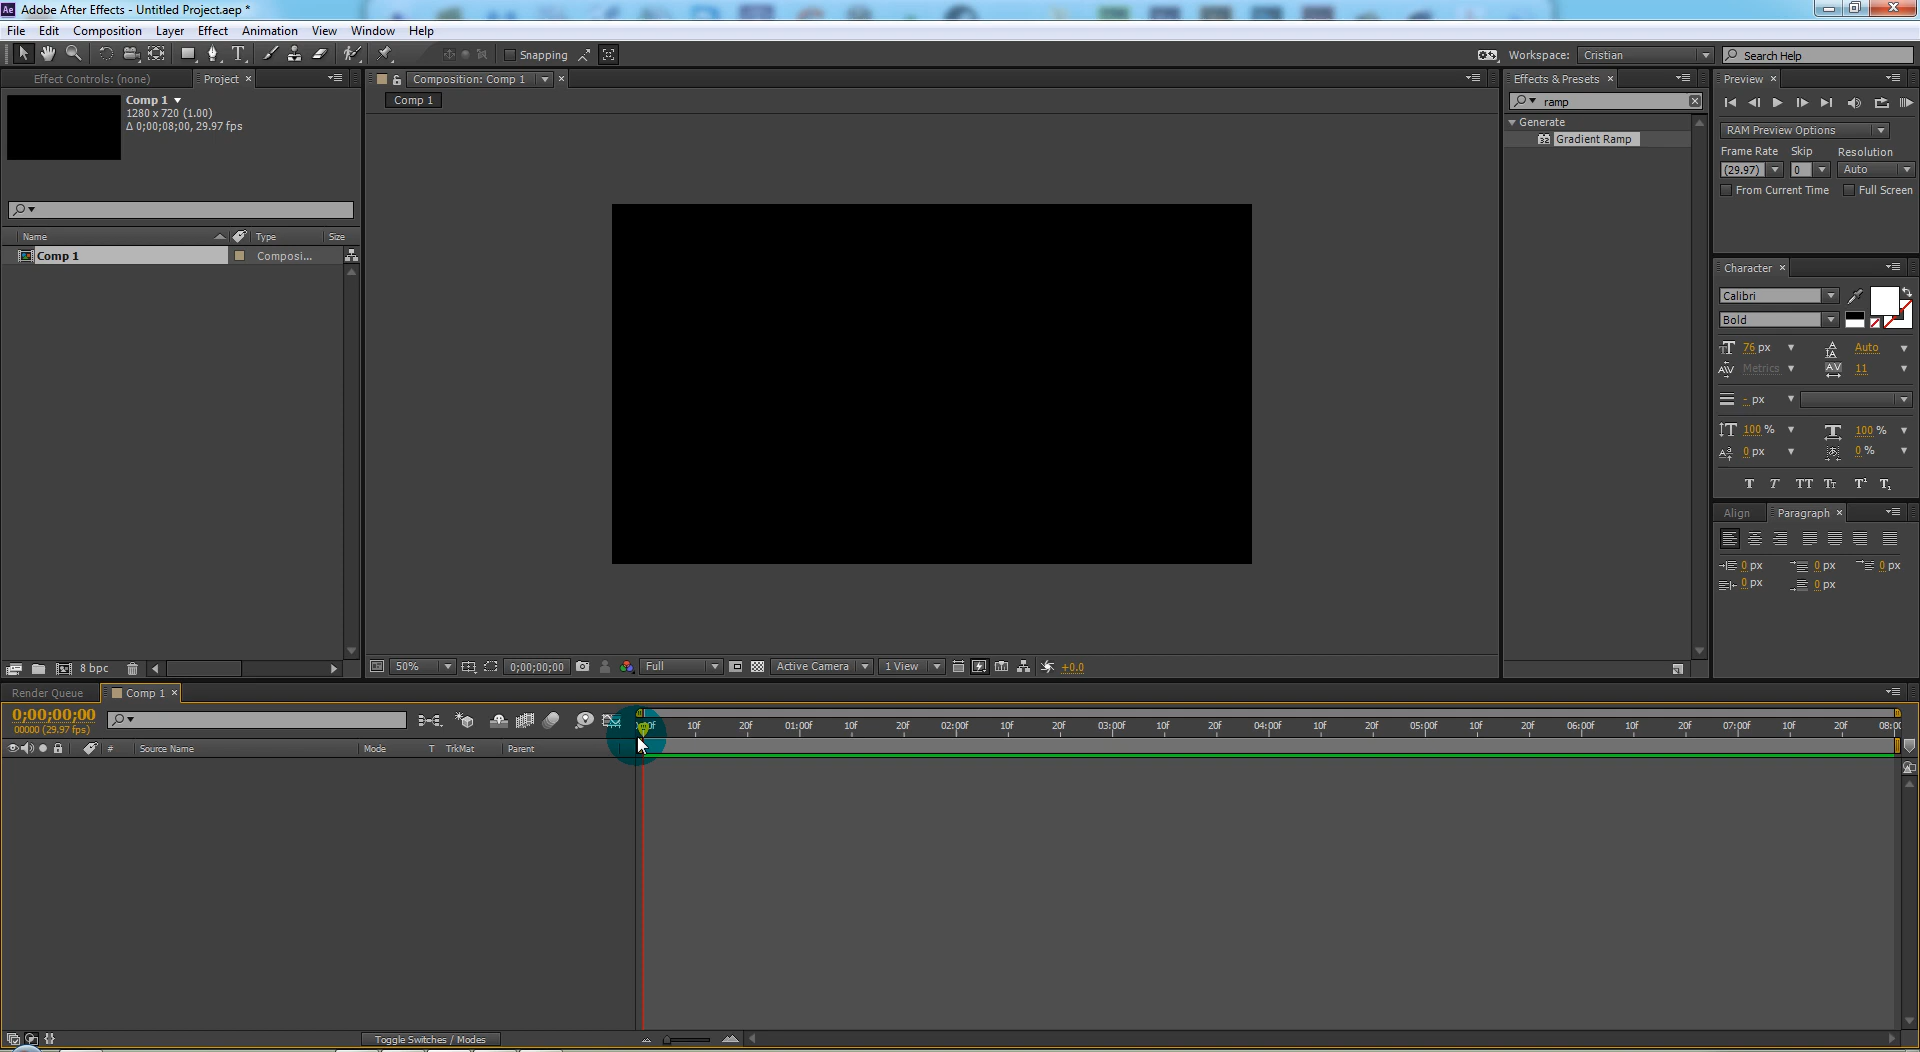 Ae Adobe After Effects - Untitled Project.aep *
File Edit Composition Layer Effect Animation View Window Help
Snapping
Workspace: Cristian
Search Help
Effect Controls: (none)
Project
Comp 1
1280 x 720 (1.00)
Δ 0;00;08;00, 29.97 fps
Name Type Size
Comp 1 Composi...
8 bpc
Composition: Comp 1
Comp 1
50% 0;00;00;00 Full Active Camera 1 View +0.0
Effects & Presets
ramp
Generate
32 Gradient Ramp
Preview
RAM Preview Options
Frame Rate Skip Resolution
(29.97) 0 Auto
From Current Time Full Screen
Character
Calibri
Bold
76 px Auto
Metrics 11
- px
100 % 100 %
0 px 0 %
T T TT Tt T¹ T₁
Align Paragraph
0 px 0 px 0 px
0 px 0 px
Render Queue Comp 1
0;00;00;00
00000 (29.97 fps)
10f 20f 01:00f 10f 20f 02:00f 10f 20f 03:00f 10f 20f 04:00f 10f 20f 05:00f 10f 20f 06:00f 10f 20f 07:00f 10f 20f 08:0
# Source Name Mode T TrkMat Parent
Toggle Switches / Modes